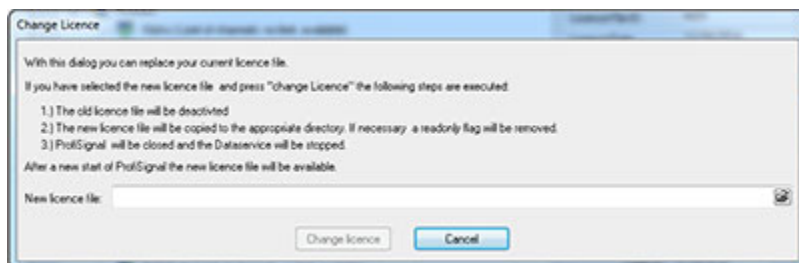 Change Licence
With this dialog you can replace your current licence file.
If you have selected the new licence file and press "change Licence" the following steps are executed:
1.) The old licence file will be deactivted
2.) The new licence file will be copied to the appropriate directory. If necessary a readonly flag will be removed.
3.) ProfiSignal will be closed and the Dataservice will be stopped.
After a new start of ProfiSignal the new licence file will be available.
New licence file:
Change licence
Cancel